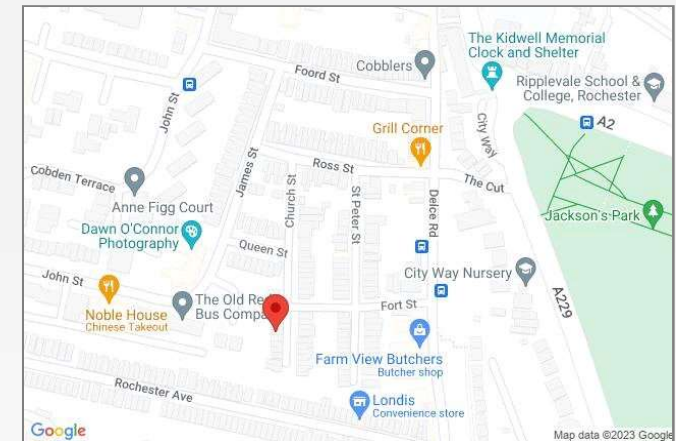 The Kidwell Memorial
Clock and Shelter
Cobblers
Foord St
Ripplevale School &
College, Rochester
John St
A2
City Way
Grill Corner
Ross St
The Cut
Cobden Terrace
James St
Church St
St Peter St
Delce Rd
Anne Figg Court
Jackson's Park
Dawn O'Connor
Photography
Queen St
City Way Nursery
John St
A229
The Old Red
Bus Compa
Fort St
Noble House
Chinese Takeout
Farm View Butchers
Butcher shop
Rochester Ave
Londis
Convenience store
Google
Map data ©2023 Google